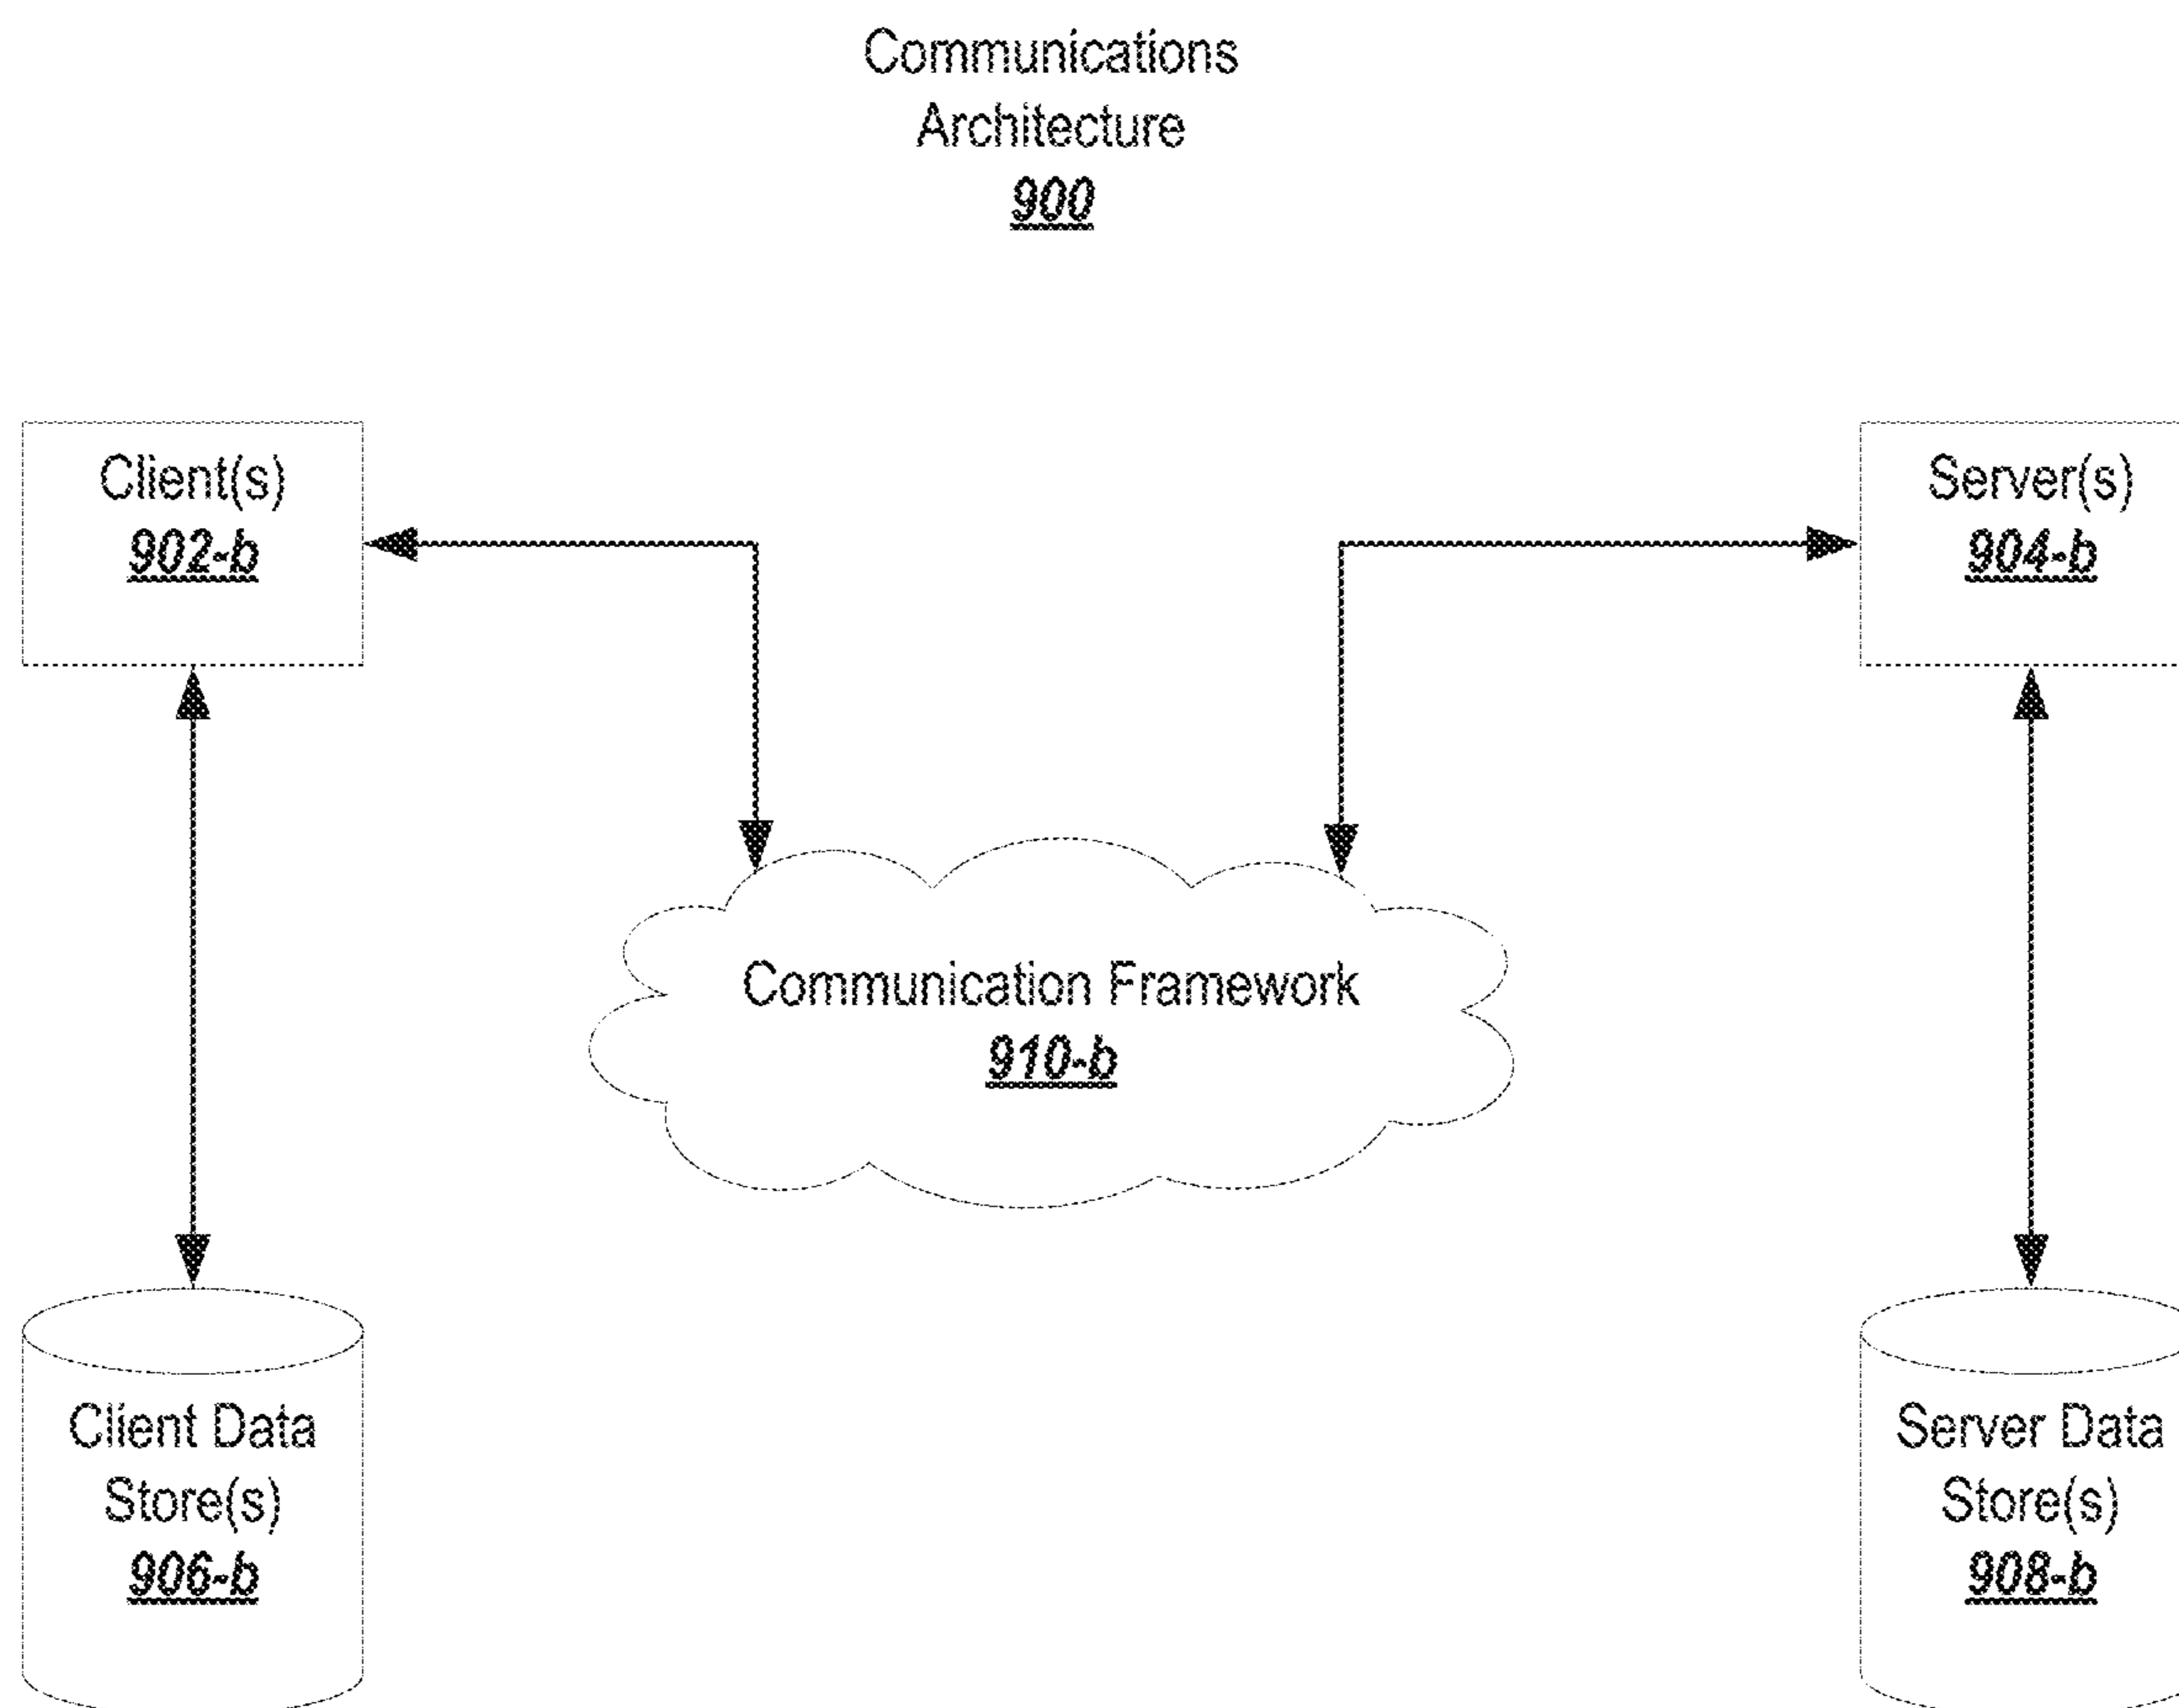 Communications
Architecture
900
Client(s)
902-b
Server(s)
904-b
Communication Framework
910-b
Client Data
Store(s)
906-b
Server Data
Store(s)
908-b